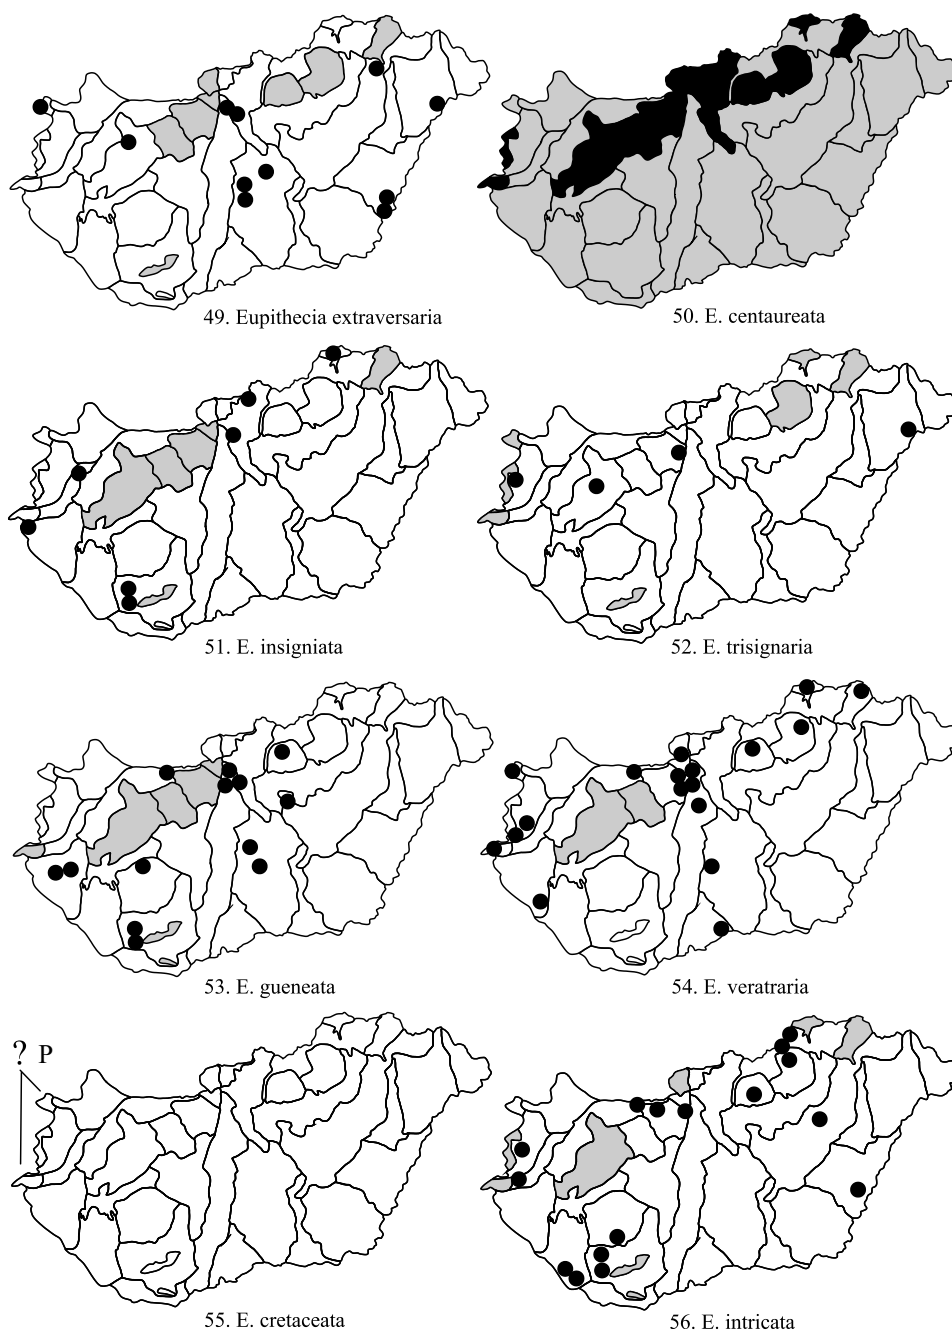 49. Eupithecia extraversaria
50. E. centaureata
51. E. insigniata
52. E. trisignaria
53. E. gueneata
54. E. veratraria
? P
55. E. cretaceata
56. E. intricata